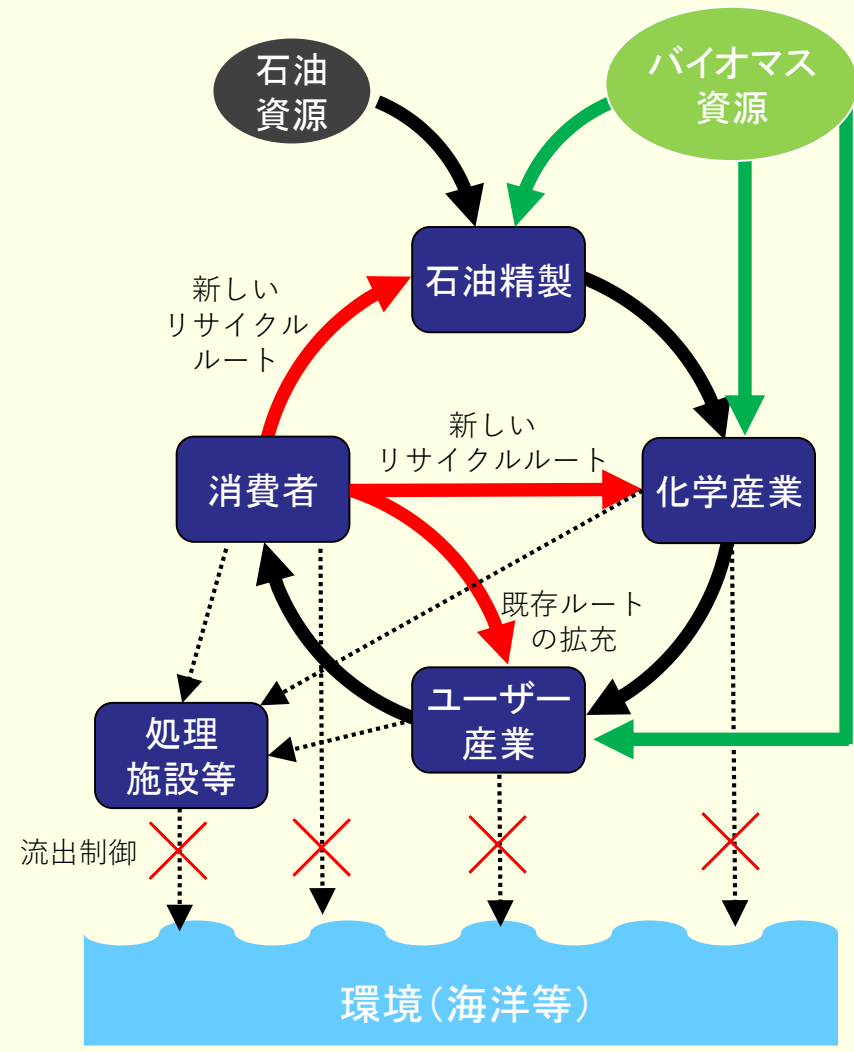 石油
資源
バイオマス
資源
石油精製
新しい
リサイクル
ルート
新しい
リサイクルルート
消費者
化学産業
既存ルート
の拡充
ユーザー
産業
処理
施設等
流出制御
環境(海洋等)